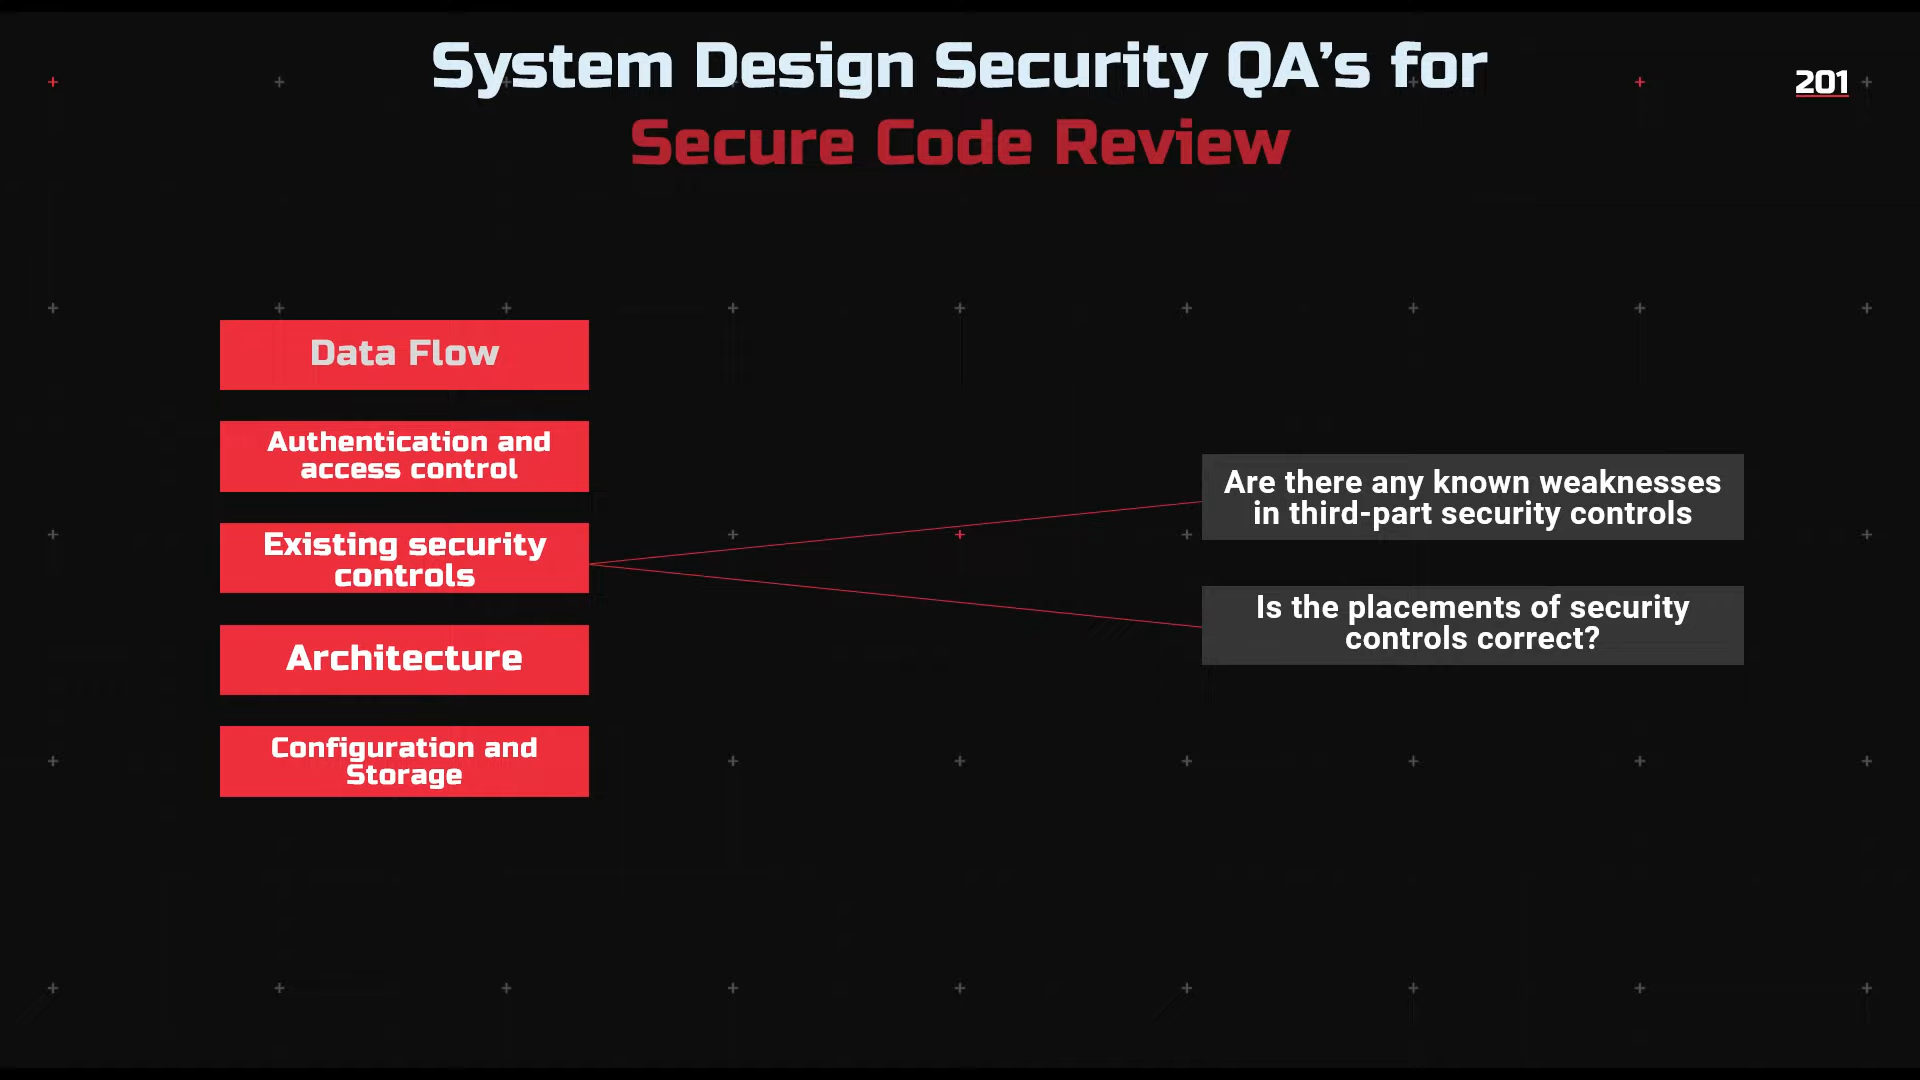 System Design Security QA’s for
Secure Code Review
201
Data Flow
Authentication and
access control
Existing security
controls
Architecture
Configuration and
Storage
Are there any known weaknesses
in third-part security controls
Is the placements of security
controls correct?